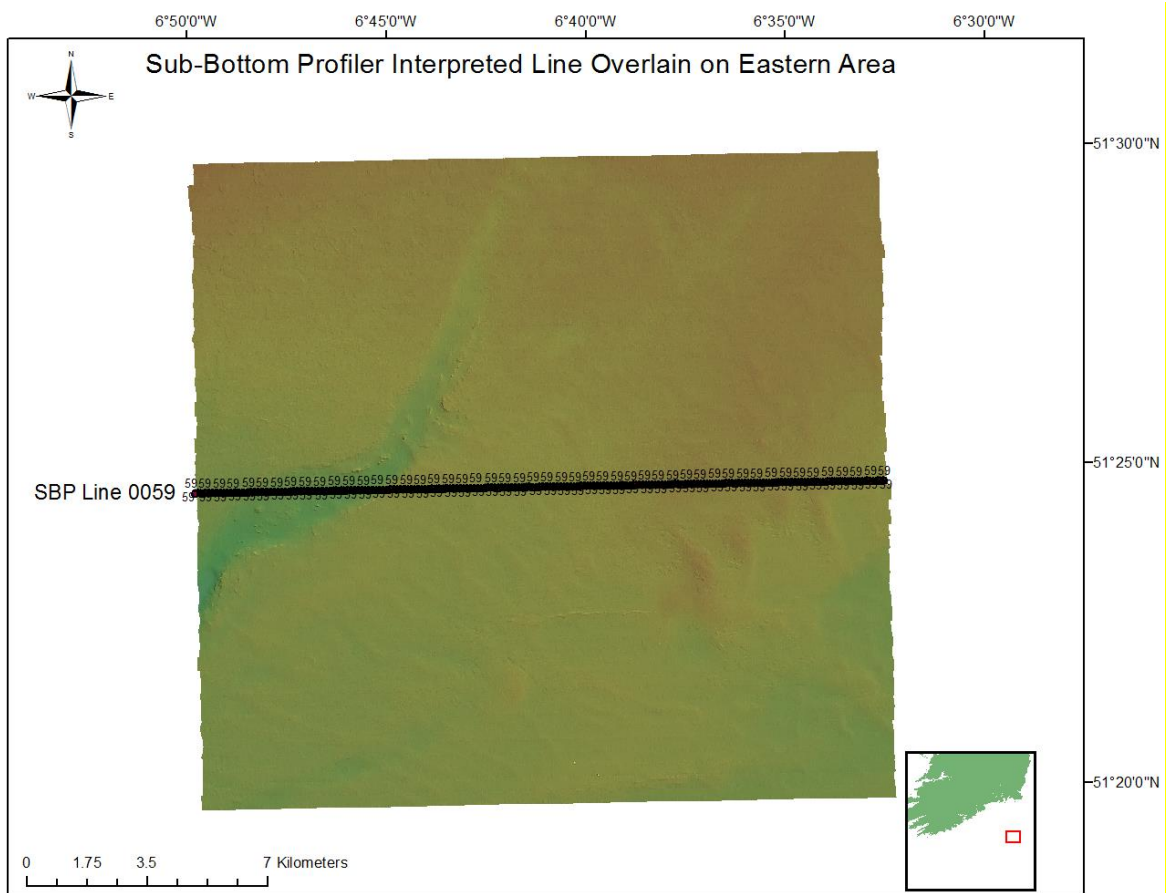 6°50'0"W 6°45'0"W 6°40'0"W 6°35'0"W 6°30'0"W
Sub-Bottom Profiler Interpreted Line Overlain on Eastern Area
N
W E
S
51°30'0"N
51°25'0"N
SBP Line 0059
51°20'0"N
0 1.75 3.5 7 Kilometers